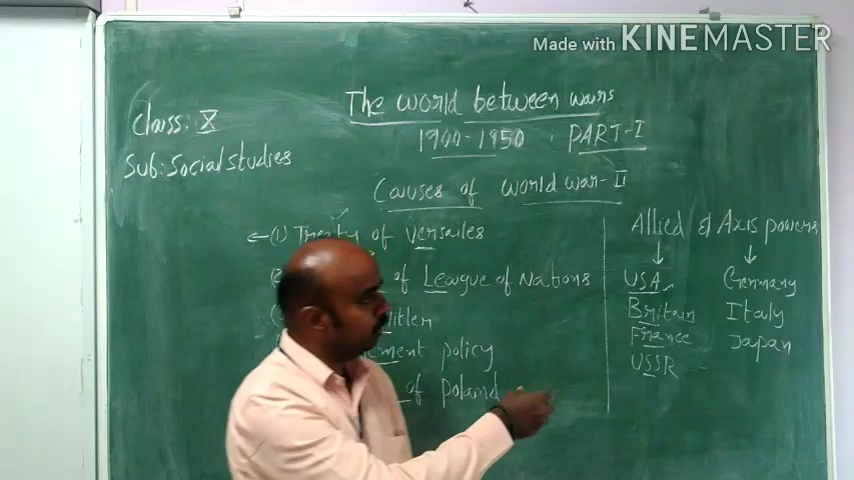 Made with KINEMASTER
The world between wars
Class: X
1900-1950 . PART-I
Sub: Social studies
Causes of world war-II
(1) Treaty of versailes
of League of Nations
itler
ment policy
of poland
Allied & Axis powers
USA Germany
Britain Italy
France Japan
USSR